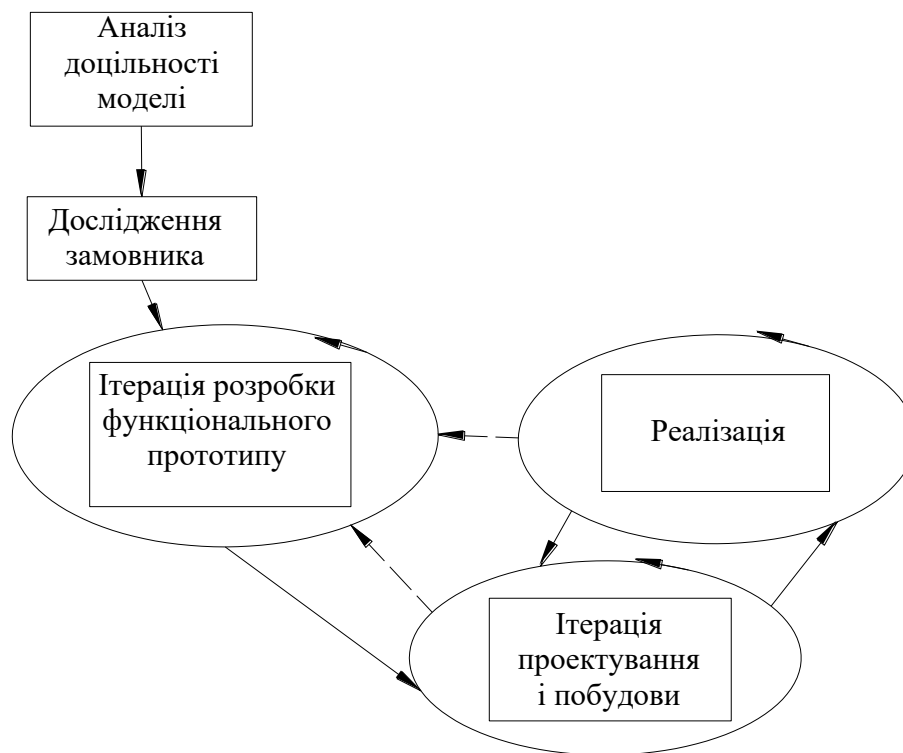 Аналіз
доцільності
моделі
Дослідження
замовника
Ітерація розробки
функціонального
прототипу
Реалізація
Ітерація
проектування
і побудови